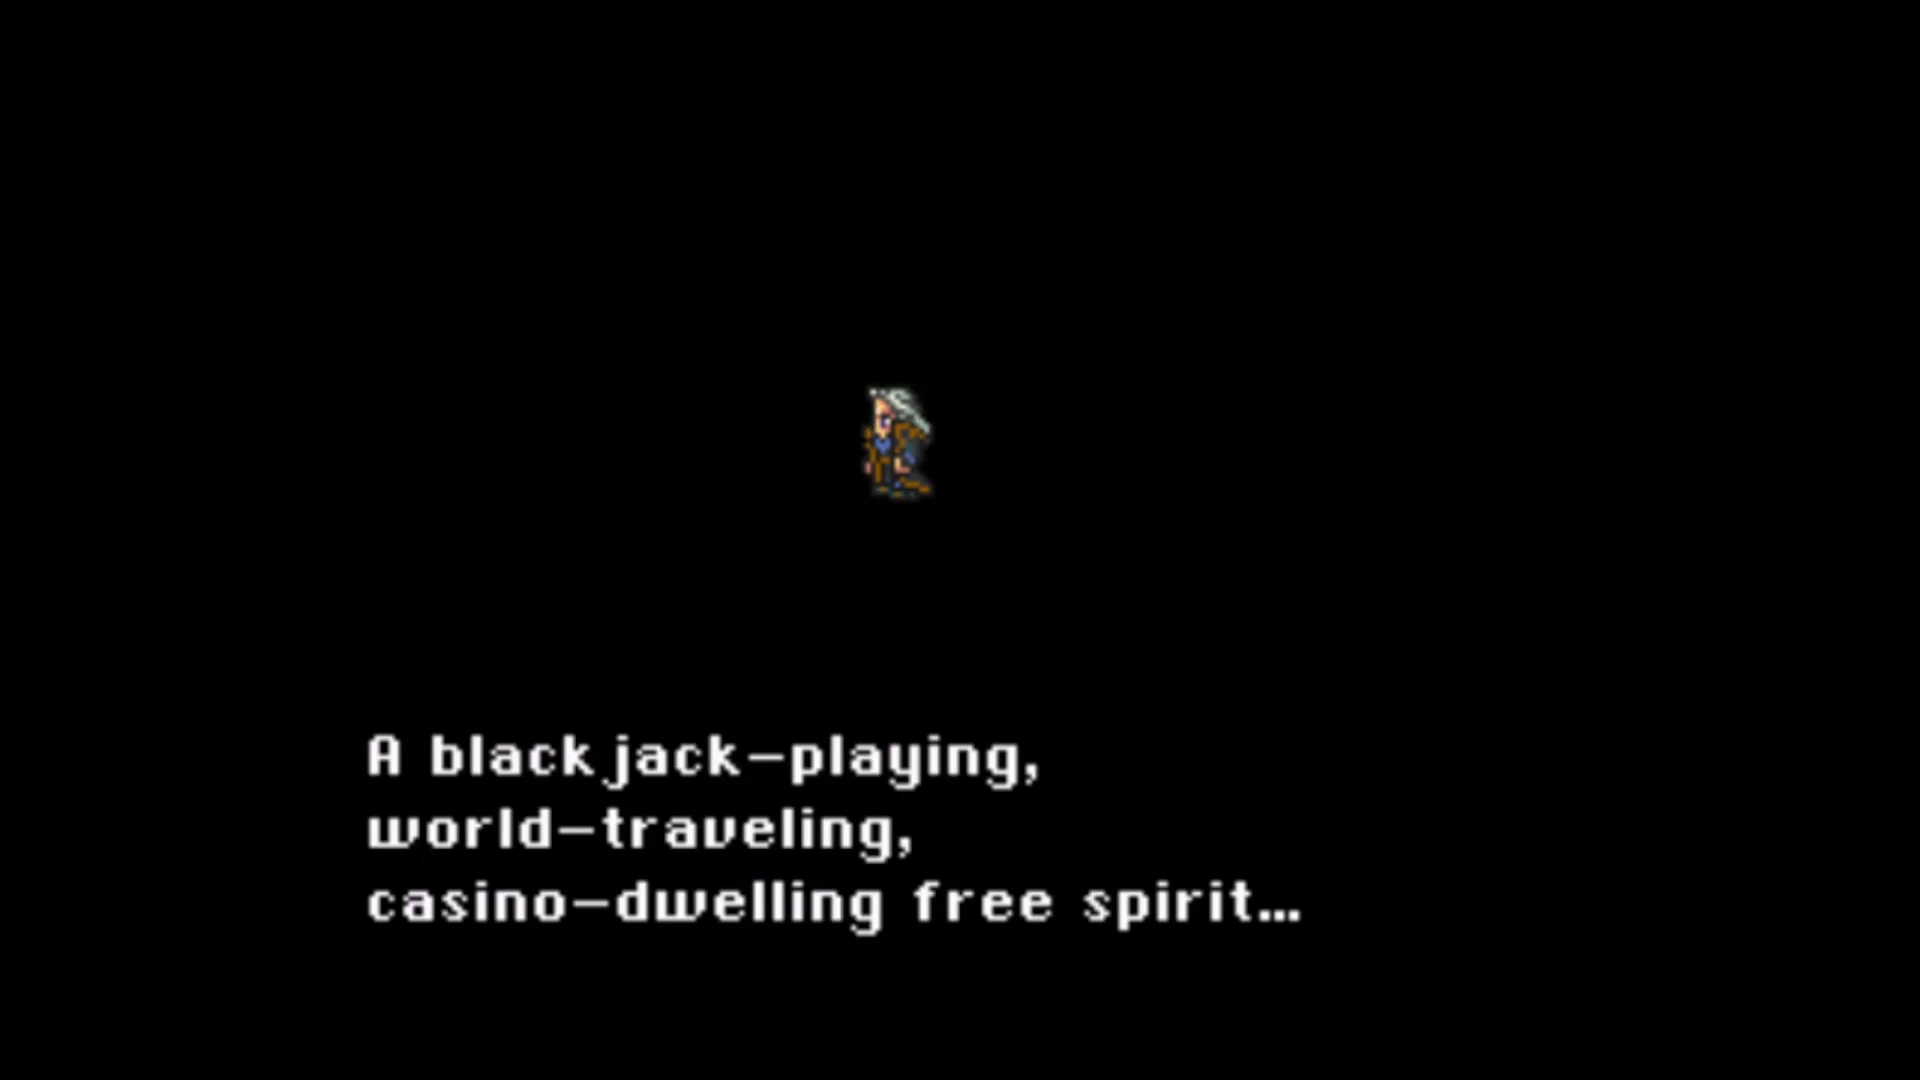 A blackjack-playing,
world-traveling,
casino-dwelling free spirit...